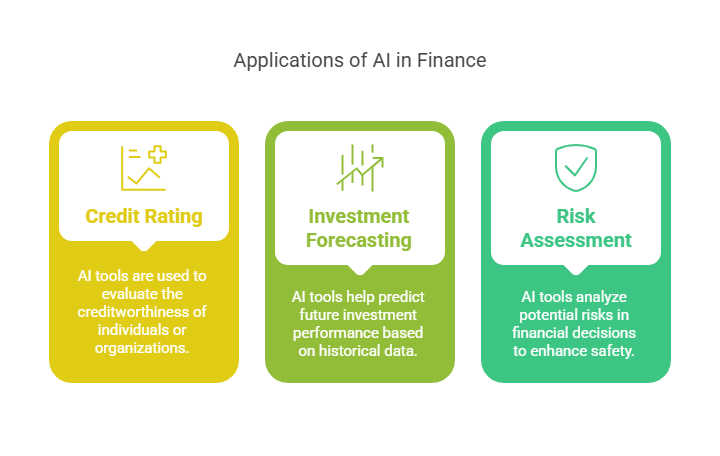 Applications of AI in Finance
Credit Rating
AI tools are used to
evaluate the
creditworthiness of
individuals or
organizations.
Investment
Forecasting
AI tools help predict
future investment
performance based
on historical data.
Risk
Assessment
AI tools analyze
potential risks in
financial decisions
to enhance safety.